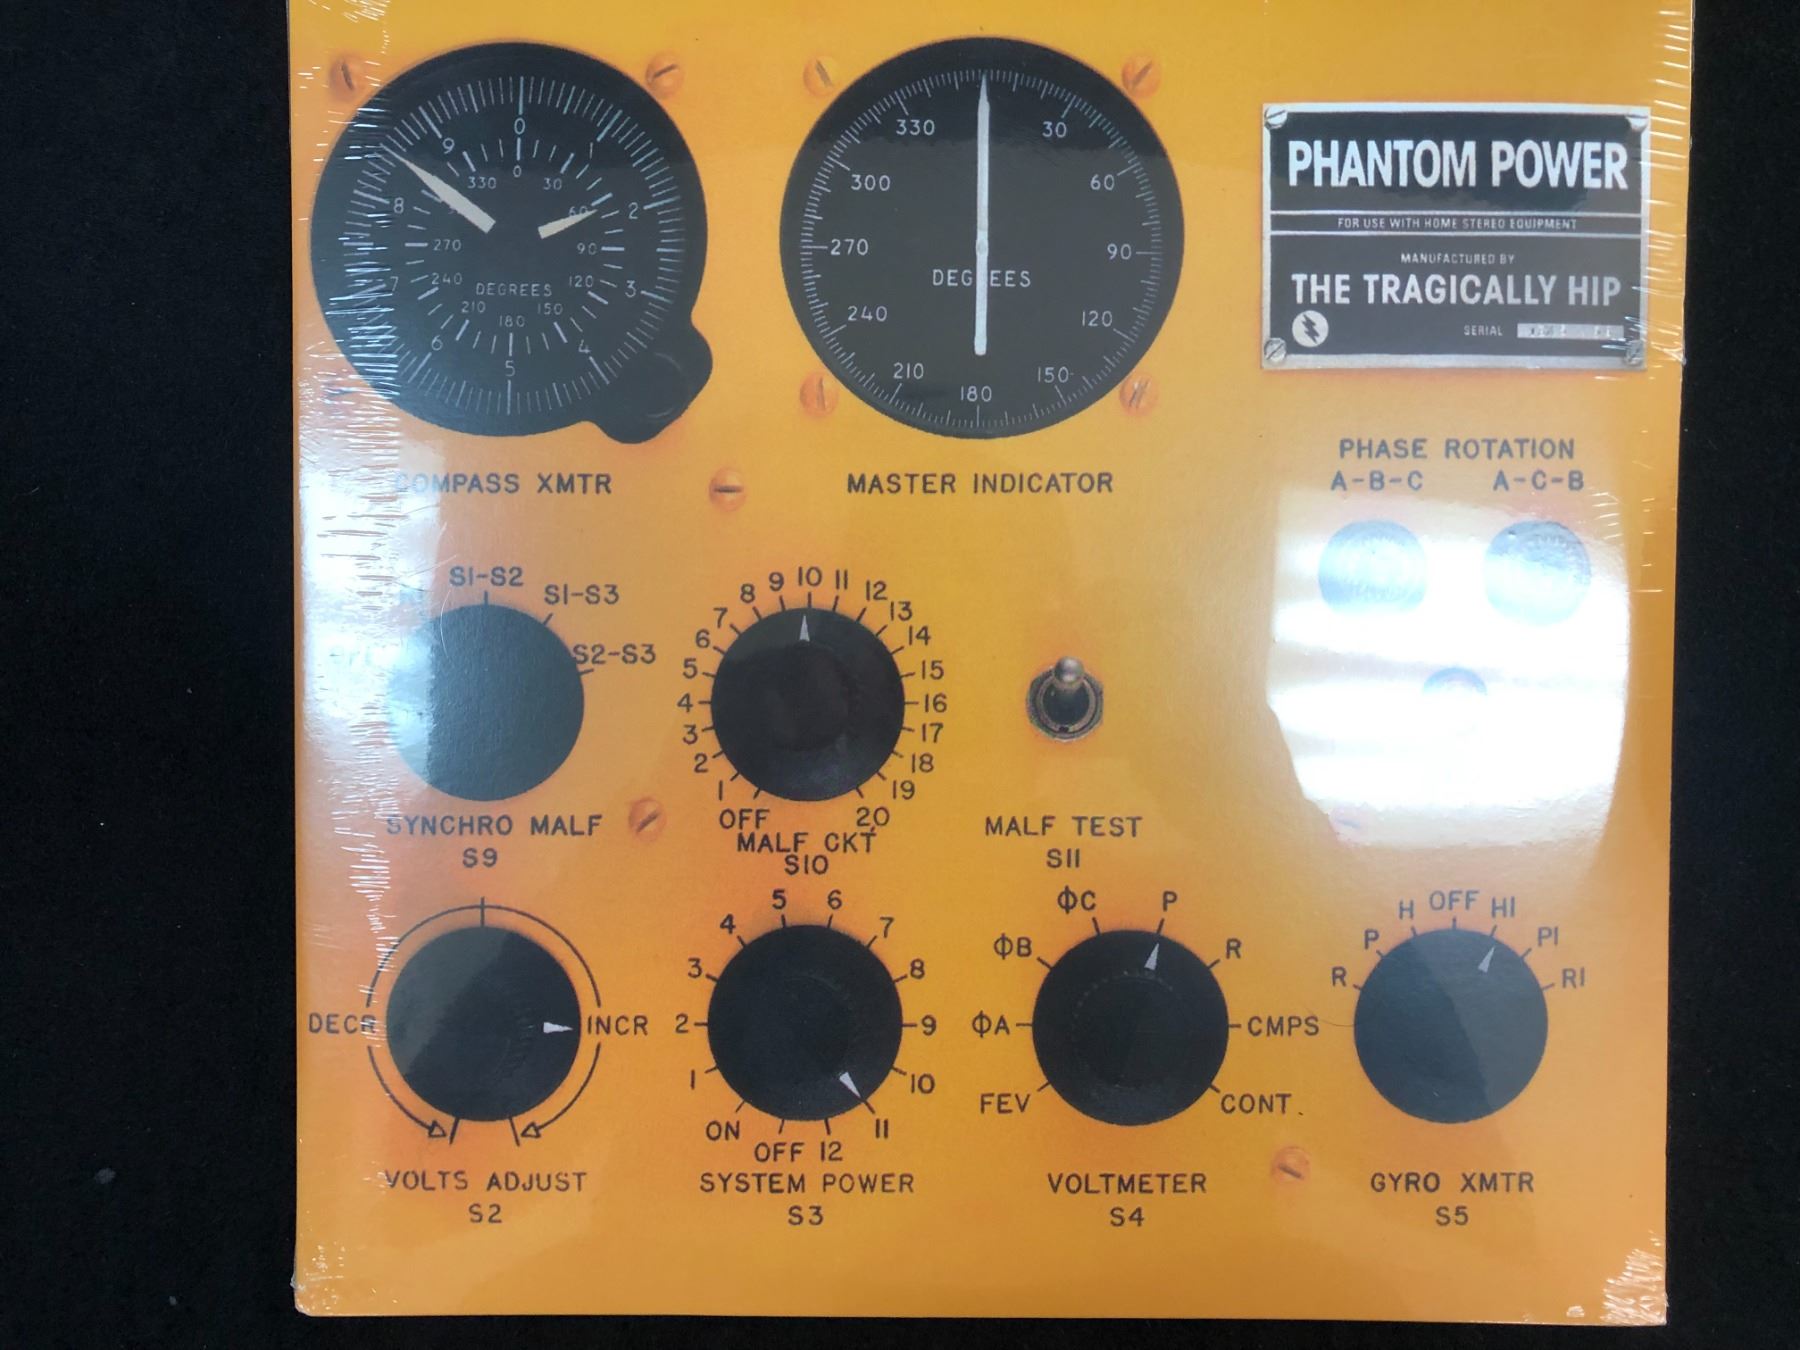 0
1
2
3
4
5
6
7
8
9
0
30
60
90
120
150
180
210
240
270
330
DEGREES
COMPASS XMTR
30
60
90
120
150
180
210
240
270
300
330
DEGREES
MASTER INDICATOR
PHANTOM POWER
FOR USE WITH HOME STEREO EQUIPMENT
MANUFACTURED BY
THE TRAGICALLY HIP
SERIAL
PHASE ROTATION
A-B-C A-C-B
S1-S2
S1-S3
S2-S3
SYNCHRO MALF
S9
OFF
1
2
3
4
5
6
7
8
9
10
11
12
13
14
15
16
17
18
19
20
MALF CKT
S10
MALF TEST
S11
DECR
INCR
VOLTS ADJUST
S2
ON
1
2
3
4
5
6
7
8
9
10
11
12
OFF
SYSTEM POWER
S3
FEV
ΦA
ΦB
ΦC
P
R
CMPS
CONT.
VOLTMETER
S4
R
P
H
OFF
HI
PI
RI
GYRO XMTR
S5